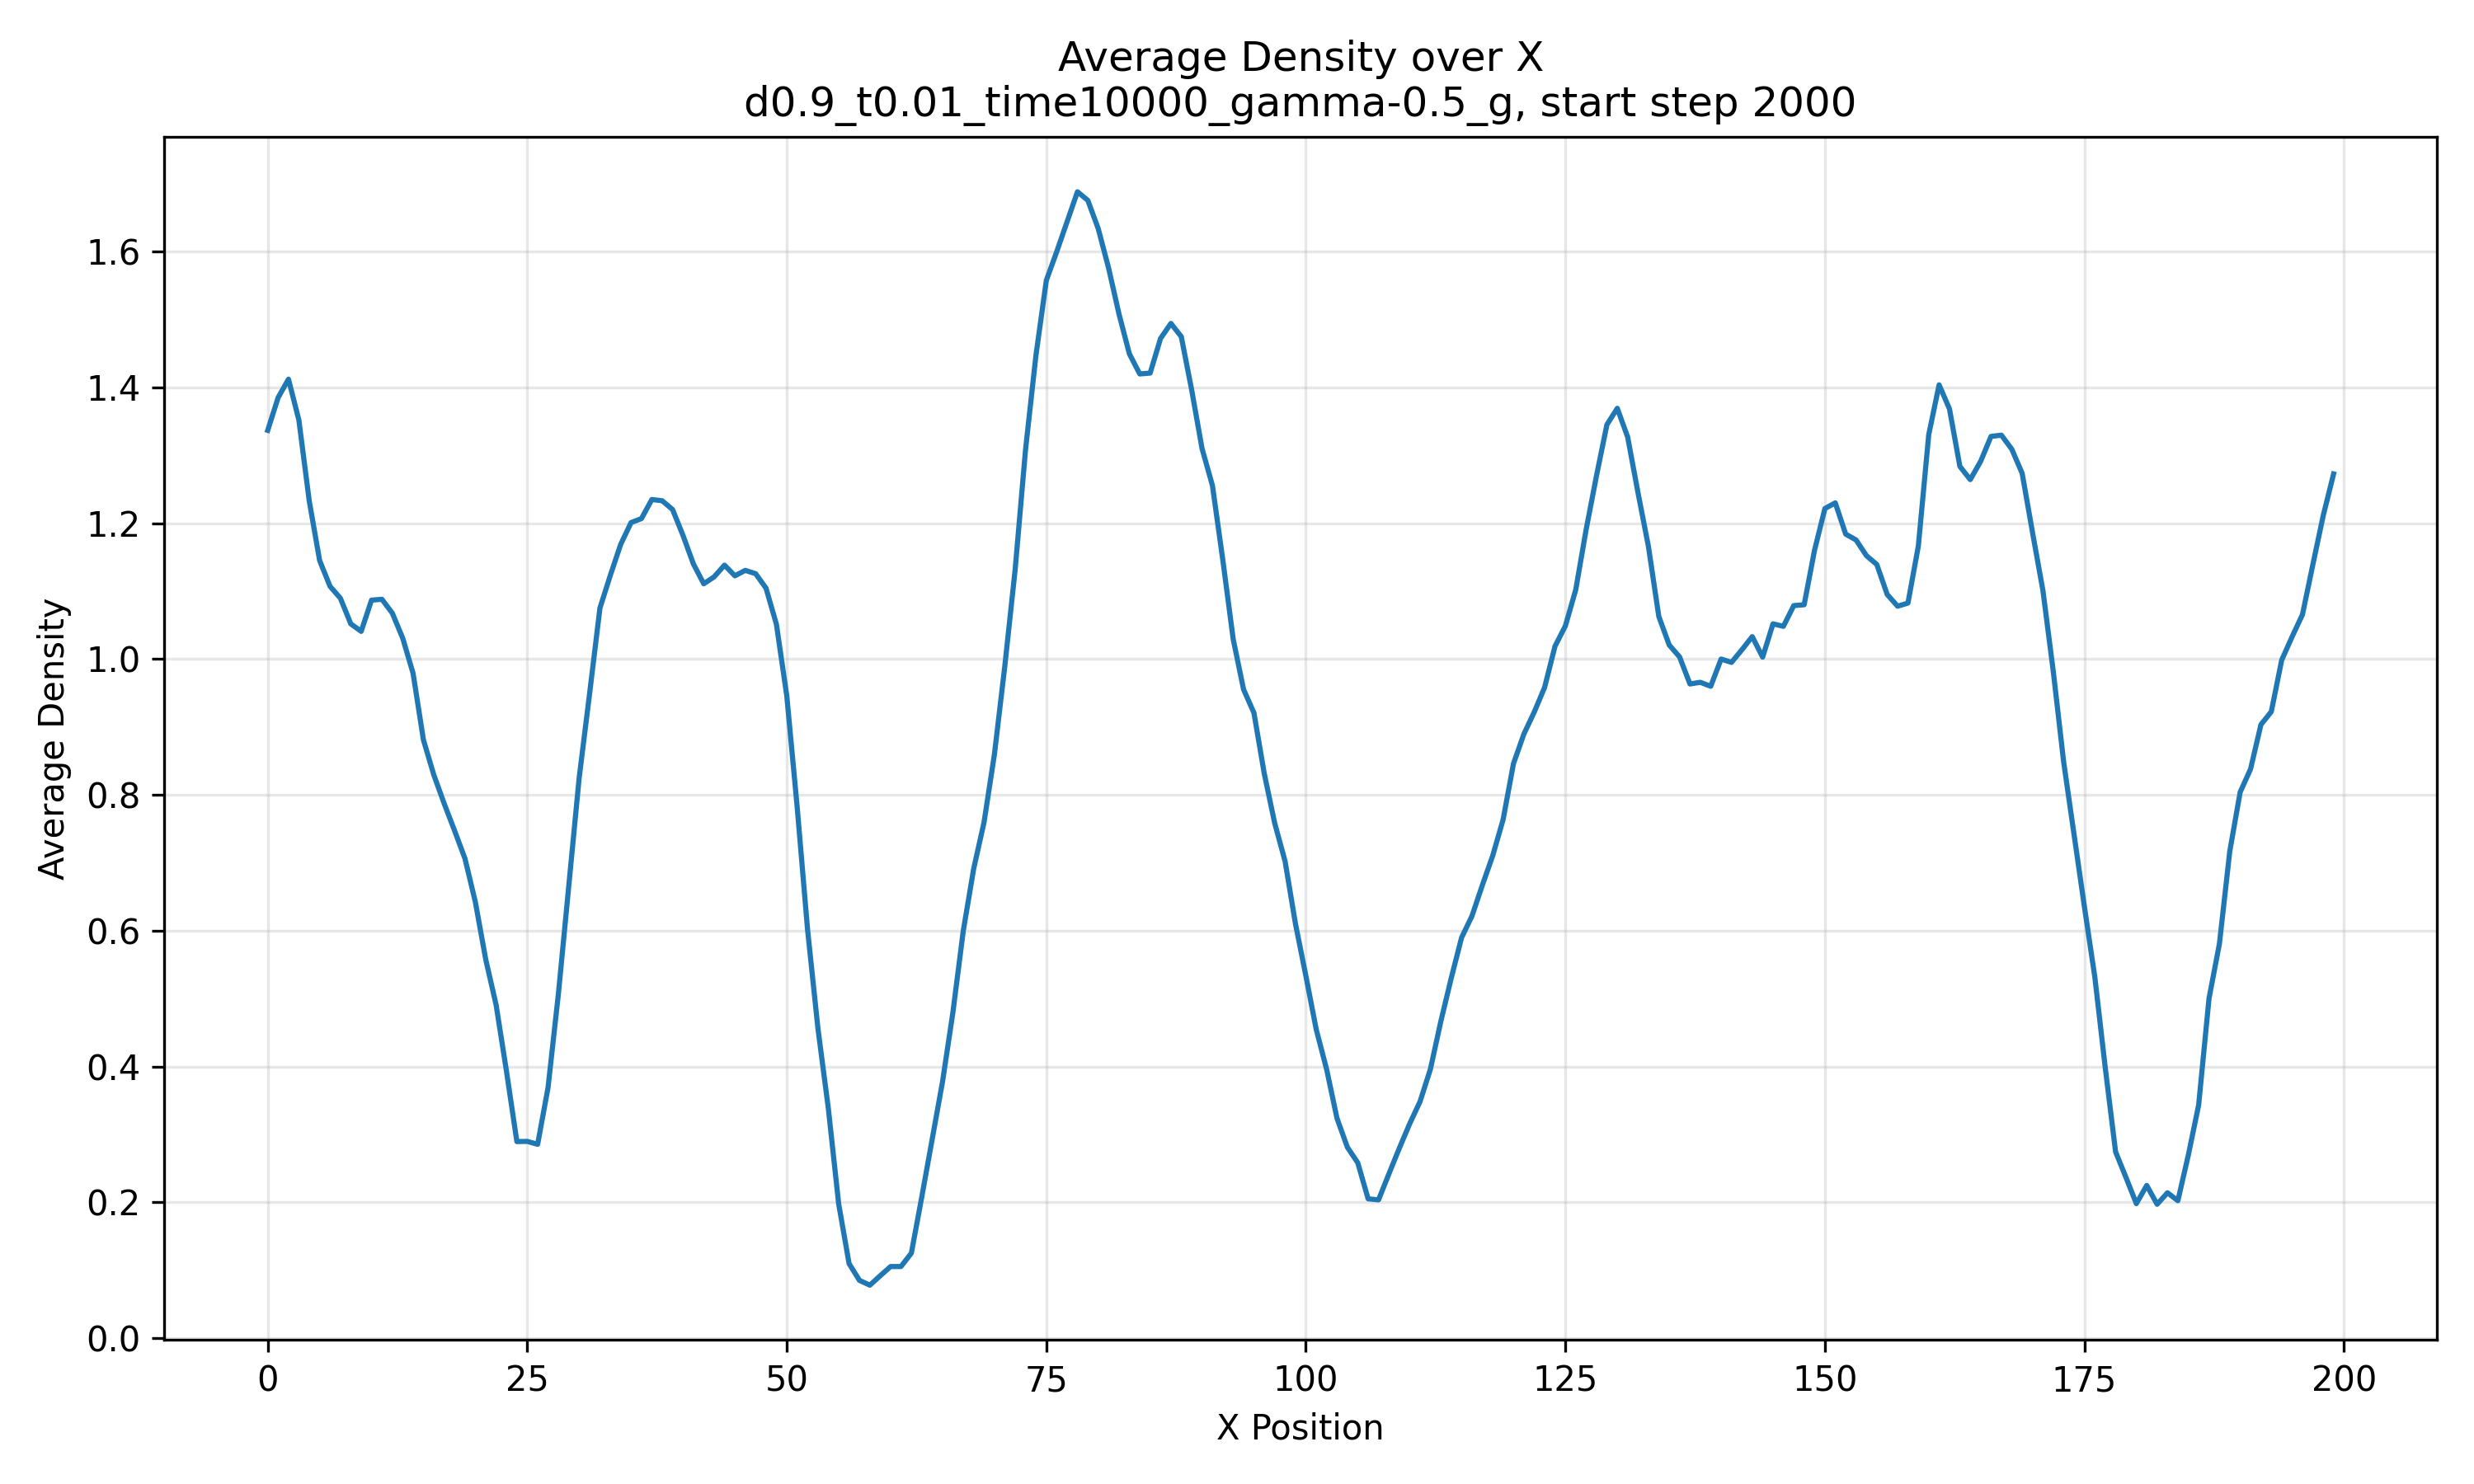 Average Density over X
d0.9_t0.01_time10000_gamma-0.5_g, start step 2000
Average Density
1.6
1.4
1.2
1.0
0.8
0.6
0.4
0.2
0.0
0 25 50 75 100 125 150 175 200
X Position